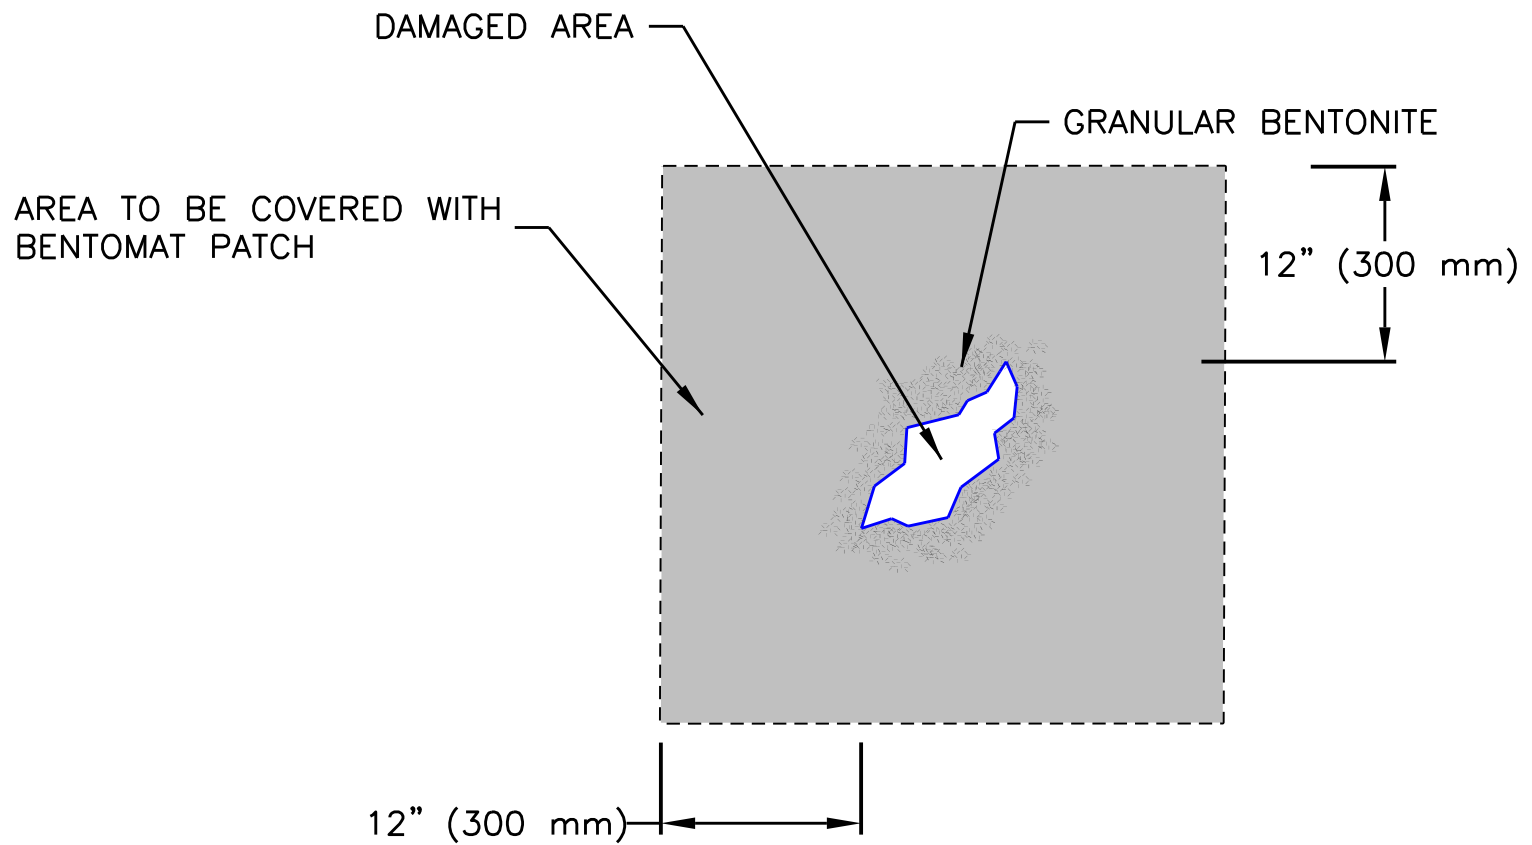 DAMAGED AREA
GRANULAR BENTONITE
AREA TO BE COVERED WITH
BENTOMAT PATCH
12" (300 mm)
12" (300 mm)